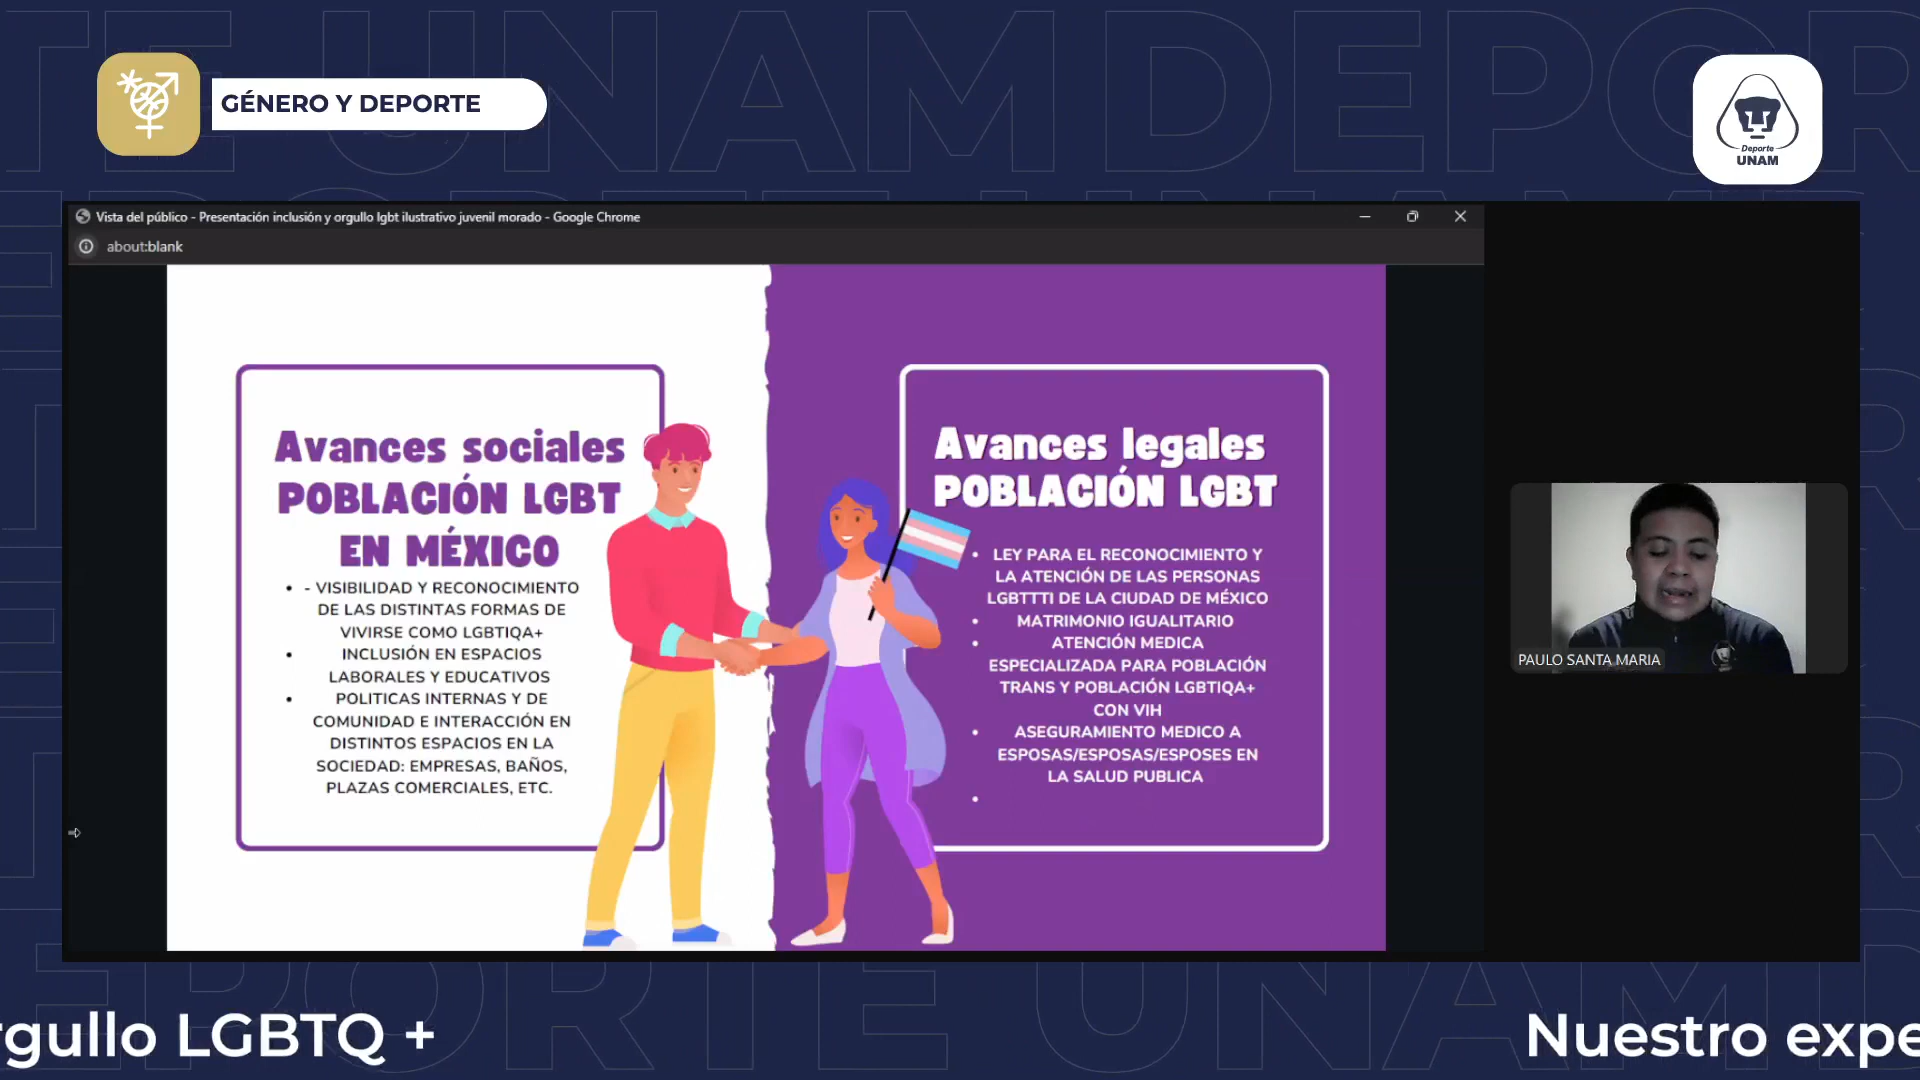 GÉNERO Y DEPORTE
Deporte
UNAM
Vista del público - Presentación inclusión y orgullo lgbt ilustrativo juvenil morado - Google Chrome
about:blank
Avances sociales
POBLACIÓN LGBT
EN MÉXICO
• - VISIBILIDAD Y RECONOCIMIENTO
DE LAS DISTINTAS FORMAS DE
VIVIRSE COMO LGBTIQA+
• INCLUSIÓN EN ESPACIOS
LABORALES Y EDUCATIVOS
• POLITICAS INTERNAS Y DE
COMUNIDAD E INTERACCIÓN EN
DISTINTOS ESPACIOS EN LA
SOCIEDAD: EMPRESAS, BAÑOS,
PLAZAS COMERCIALES, ETC.
Avances legales
POBLACIÓN LGBT
• LEY PARA EL RECONOCIMIENTO Y
LA ATENCIÓN DE LAS PERSONAS
LGBTTTI DE LA CIUDAD DE MÉXICO
• MATRIMONIO IGUALITARIO
• ATENCIÓN MEDICA
ESPECIALIZADA PARA POBLACIÓN
TRANS Y POBLACIÓN LGBTIQA+
CON VIH
• ASEGURAMIENTO MEDICO A
ESPOSAS/ESPOSAS/ESPOSES EN
LA SALUD PUBLICA
•
PAULO SANTA MARIA
rgullo LGBTQ +
Nuestro expe